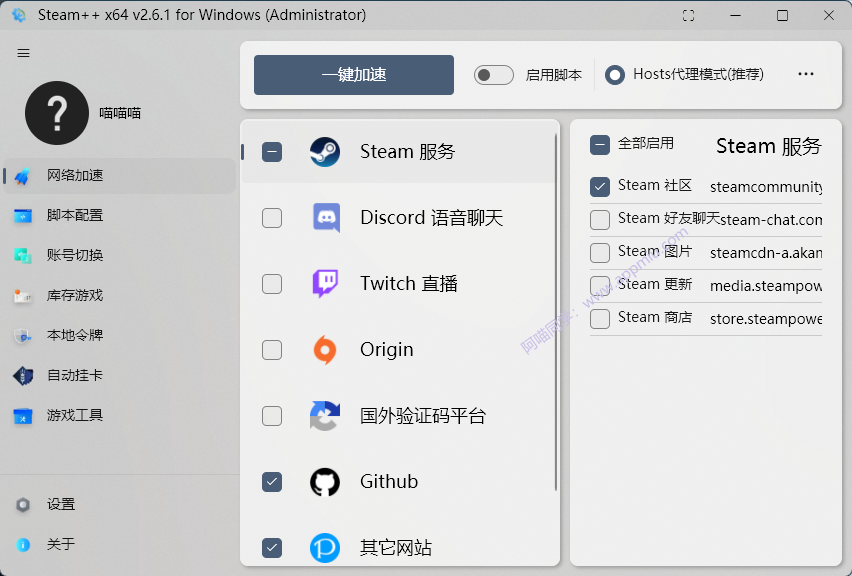 Steam++ x64 v2.6.1 for Windows (Administrator)
喵喵喵
网络加速
脚本配置
账号切换
库存游戏
本地令牌
自动挂卡
游戏工具
设置
关于
一键加速
启用脚本
Hosts代理模式(推荐)
Steam 服务
Discord 语音聊天
Twitch 直播
Origin
国外验证码平台
Github
其它网站
全部启用 Steam 服务
Steam 社区 steamcommunity
Steam 好友聊天 steam-chat.com
Steam 图片 steamcdn-a.akan
Steam 更新 media.steampow
Steam 商店 store.steampowe
阿喵同学：www.appmiu.com